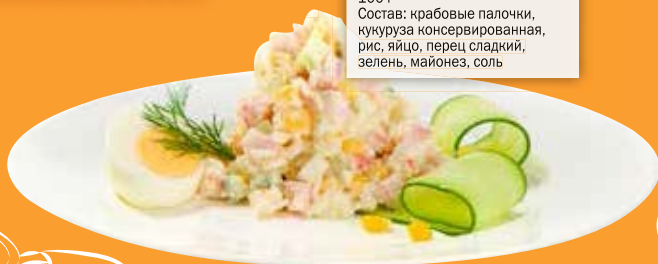 Состав: крабовые палочки,
кукуруза консервированная,
рис, яйцо, перец сладкий,
зелень, майонез, соль